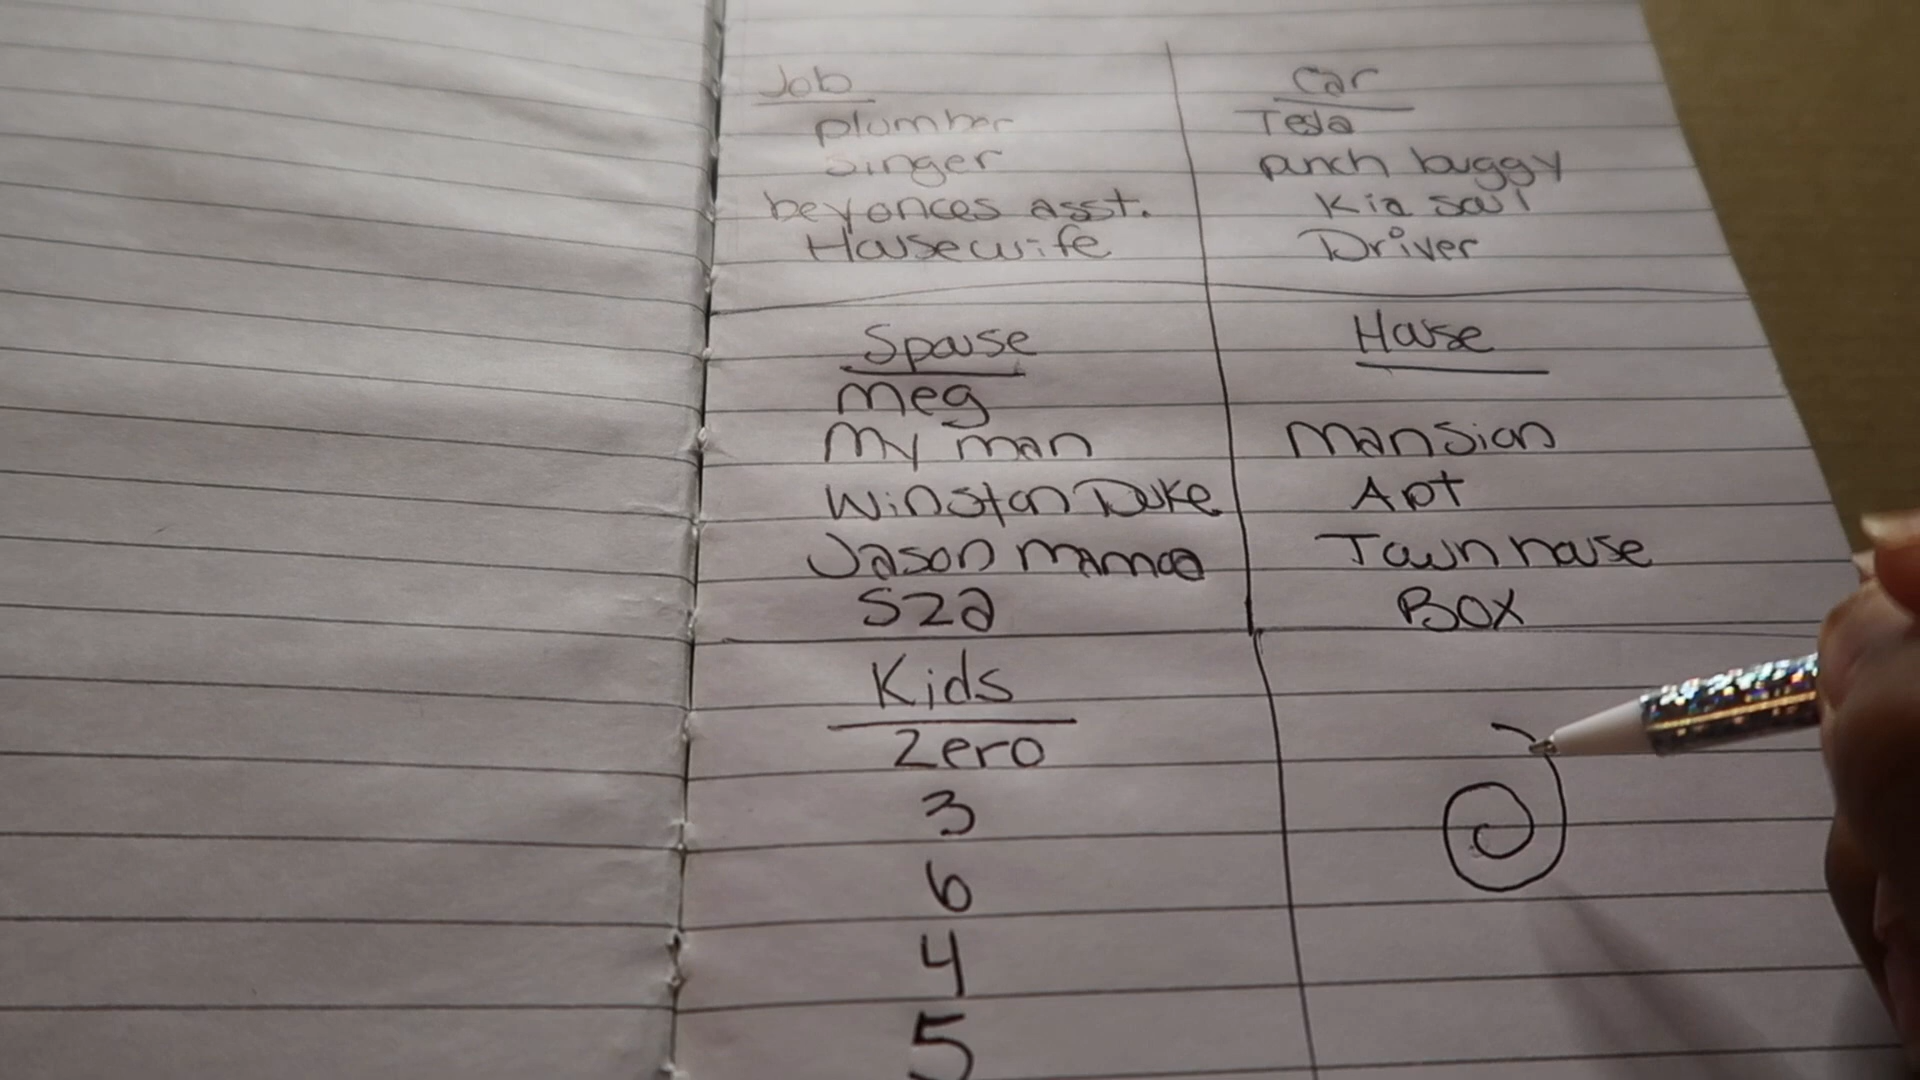 Job
plumber
singer
beyonces asst.
Housewife
Car
Tesla
punch buggy
Kia soul
Driver
Spouse
Meg
My man
Winston Duke
Jason Mamoa
SZA
House
Mansion
Apt
Town house
Box
Kids
Zero
3
6
4
5